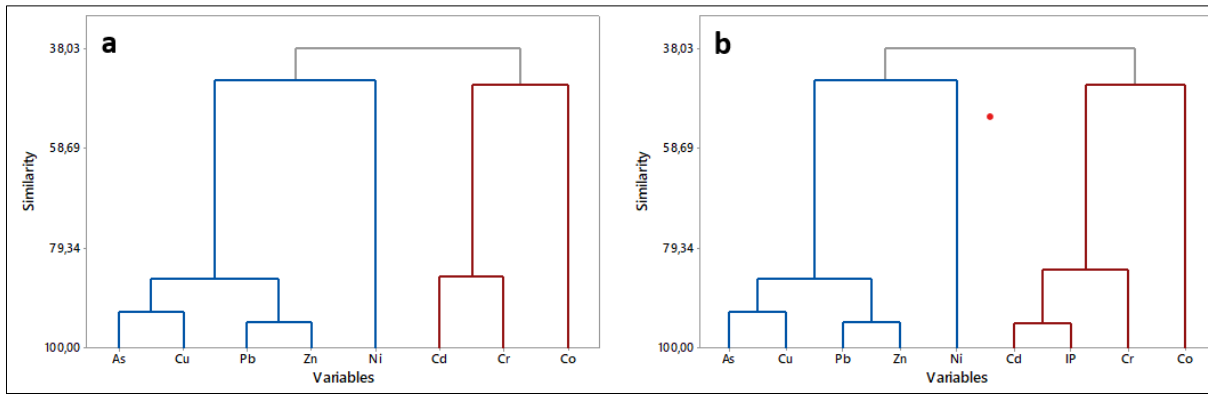 a
38,03
58,69
79,34
100,00
Similarity
As Cu Pb Zn Ni Cd Cr Co
Variables
b
38,03
58,69
79,34
100,00
Similarity
As Cu Pb Zn Ni Cd IP Cr Co
Variables